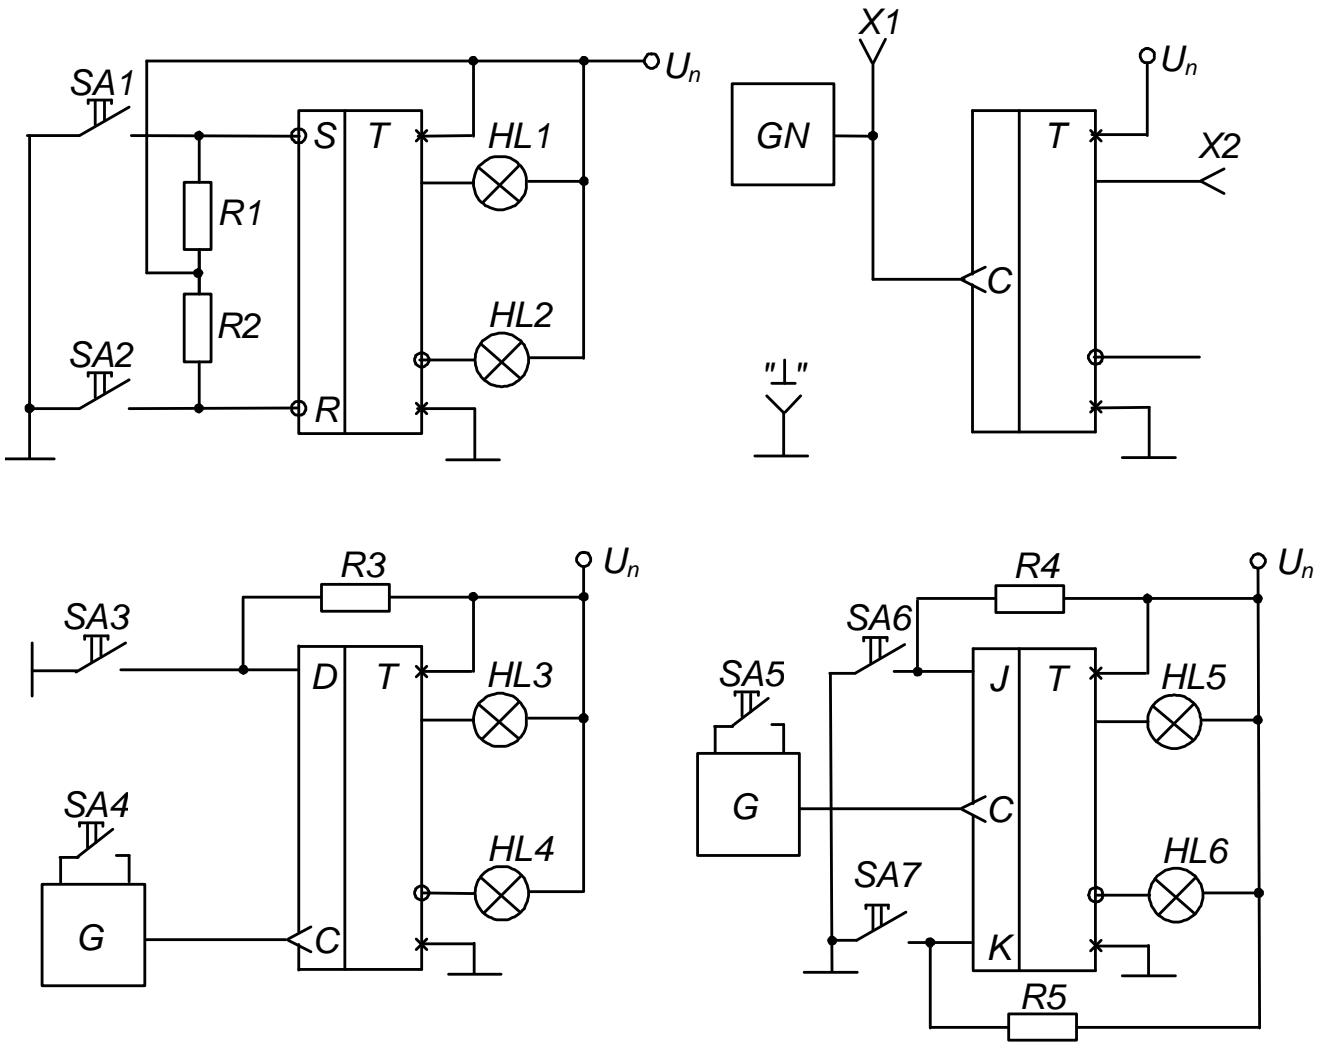 X1
SA1
Uₙ
Uₙ
S
T
HL1
GN
T
X2
R1
C
R2
HL2
SA2
"⊥"
R
R3
Uₙ
R4
Uₙ
SA3
SA6
D
T
HL3
SA5
J
T
HL5
SA4
G
C
HL4
HL6
SA7
G
C
K
R5